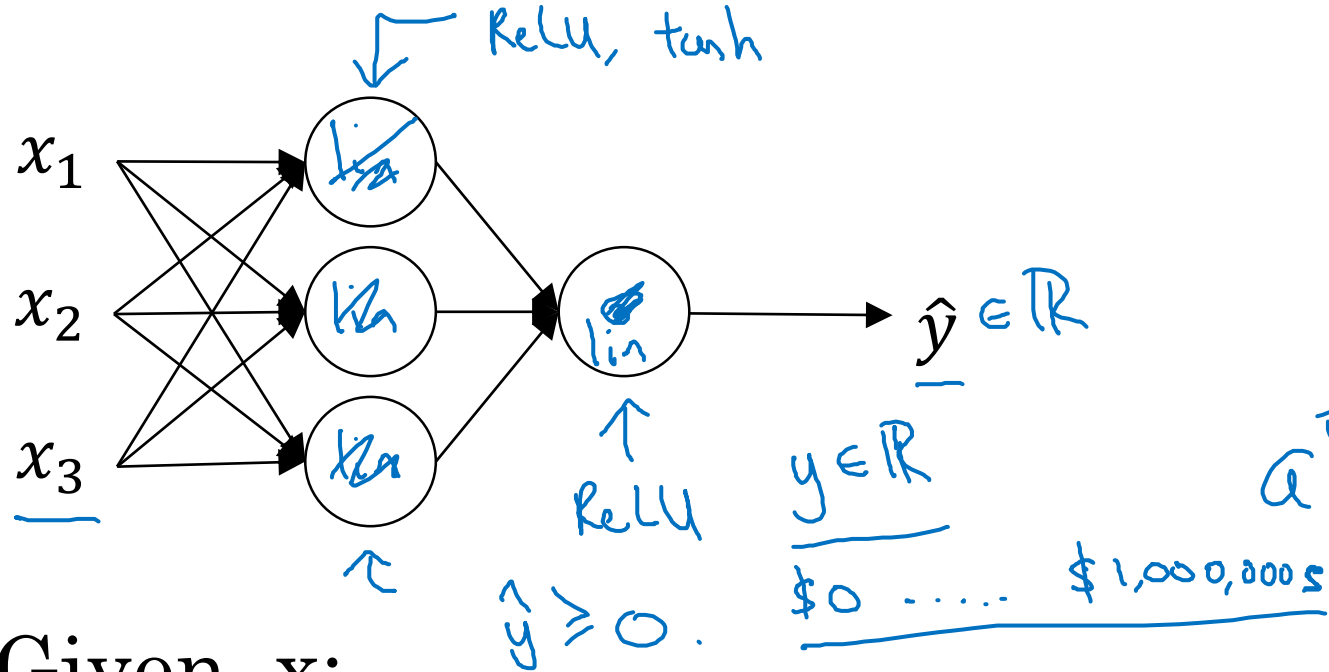 ReLU, tanh
x₁
x₂
x₃
lin
ŷ ∈ ℝ
ReLU
y ∈ ℝ
a
$0 ..... $1,000,000s
ŷ ≥ 0.
Given x: